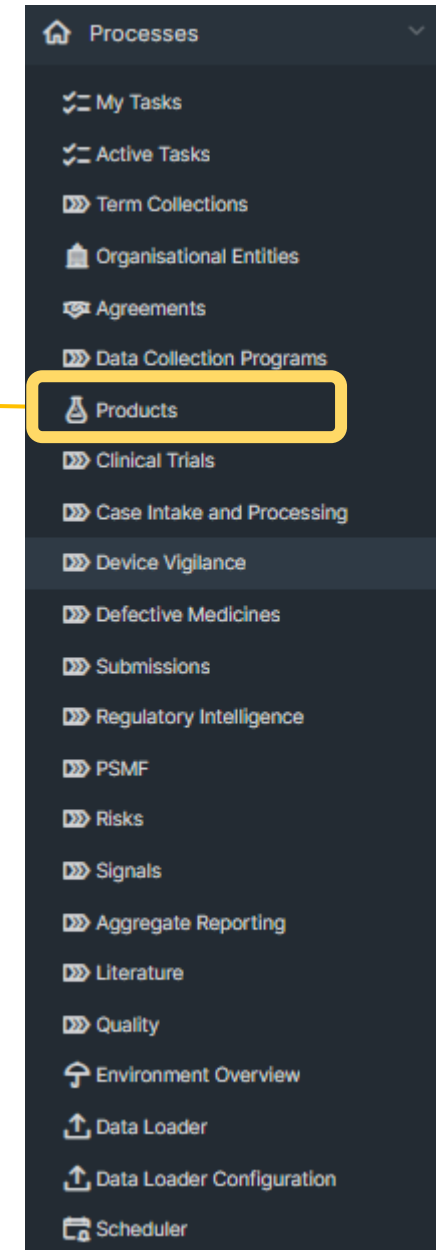 Processes
My Tasks
Active Tasks
Term Collections
Organisational Entities
Agreements
Data Collection Programs
Products
Clinical Trials
Case Intake and Processing
Device Vigilance
Defective Medicines
Submissions
Regulatory Intelligence
PSMF
Risks
Signals
Aggregate Reporting
Literature
Quality
Environment Overview
Data Loader
Data Loader Configuration
Scheduler